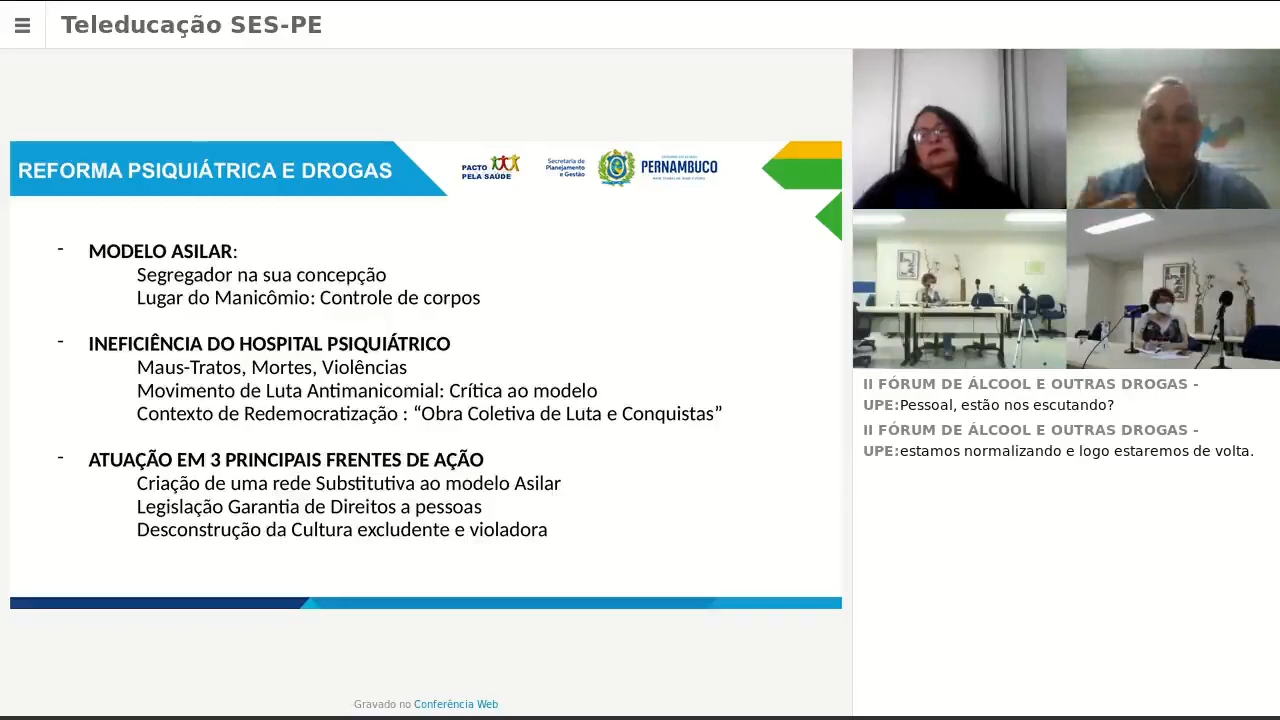 Teleducação SES-PE
REFORMA PSIQUIÁTRICA E DROGAS
PACTO
PELA SAÚDE
Secretaria de
Planejamento
e Gestão
PERNAMBUCO
- MODELO ASILAR:
Segregador na sua concepção
Lugar do Manicômio: Controle de corpos
- INEFICIÊNCIA DO HOSPITAL PSIQUIÁTRICO
Maus-Tratos, Mortes, Violências
Movimento de Luta Antimanicomial: Crítica ao modelo
Contexto de Redemocratização : “Obra Coletiva de Luta e Conquistas”
- ATUAÇÃO EM 3 PRINCIPAIS FRENTES DE AÇÃO
Criação de uma rede Substitutiva ao modelo Asilar
Legislação Garantia de Direitos a pessoas
Desconstrução da Cultura excludente e violadora
II FÓRUM DE ÁLCOOL E OUTRAS DROGAS -
UPE:Pessoal, estão nos escutando?
II FÓRUM DE ÁLCOOL E OUTRAS DROGAS -
UPE:estamos normalizando e logo estaremos de volta.
Gravado no Conferência Web